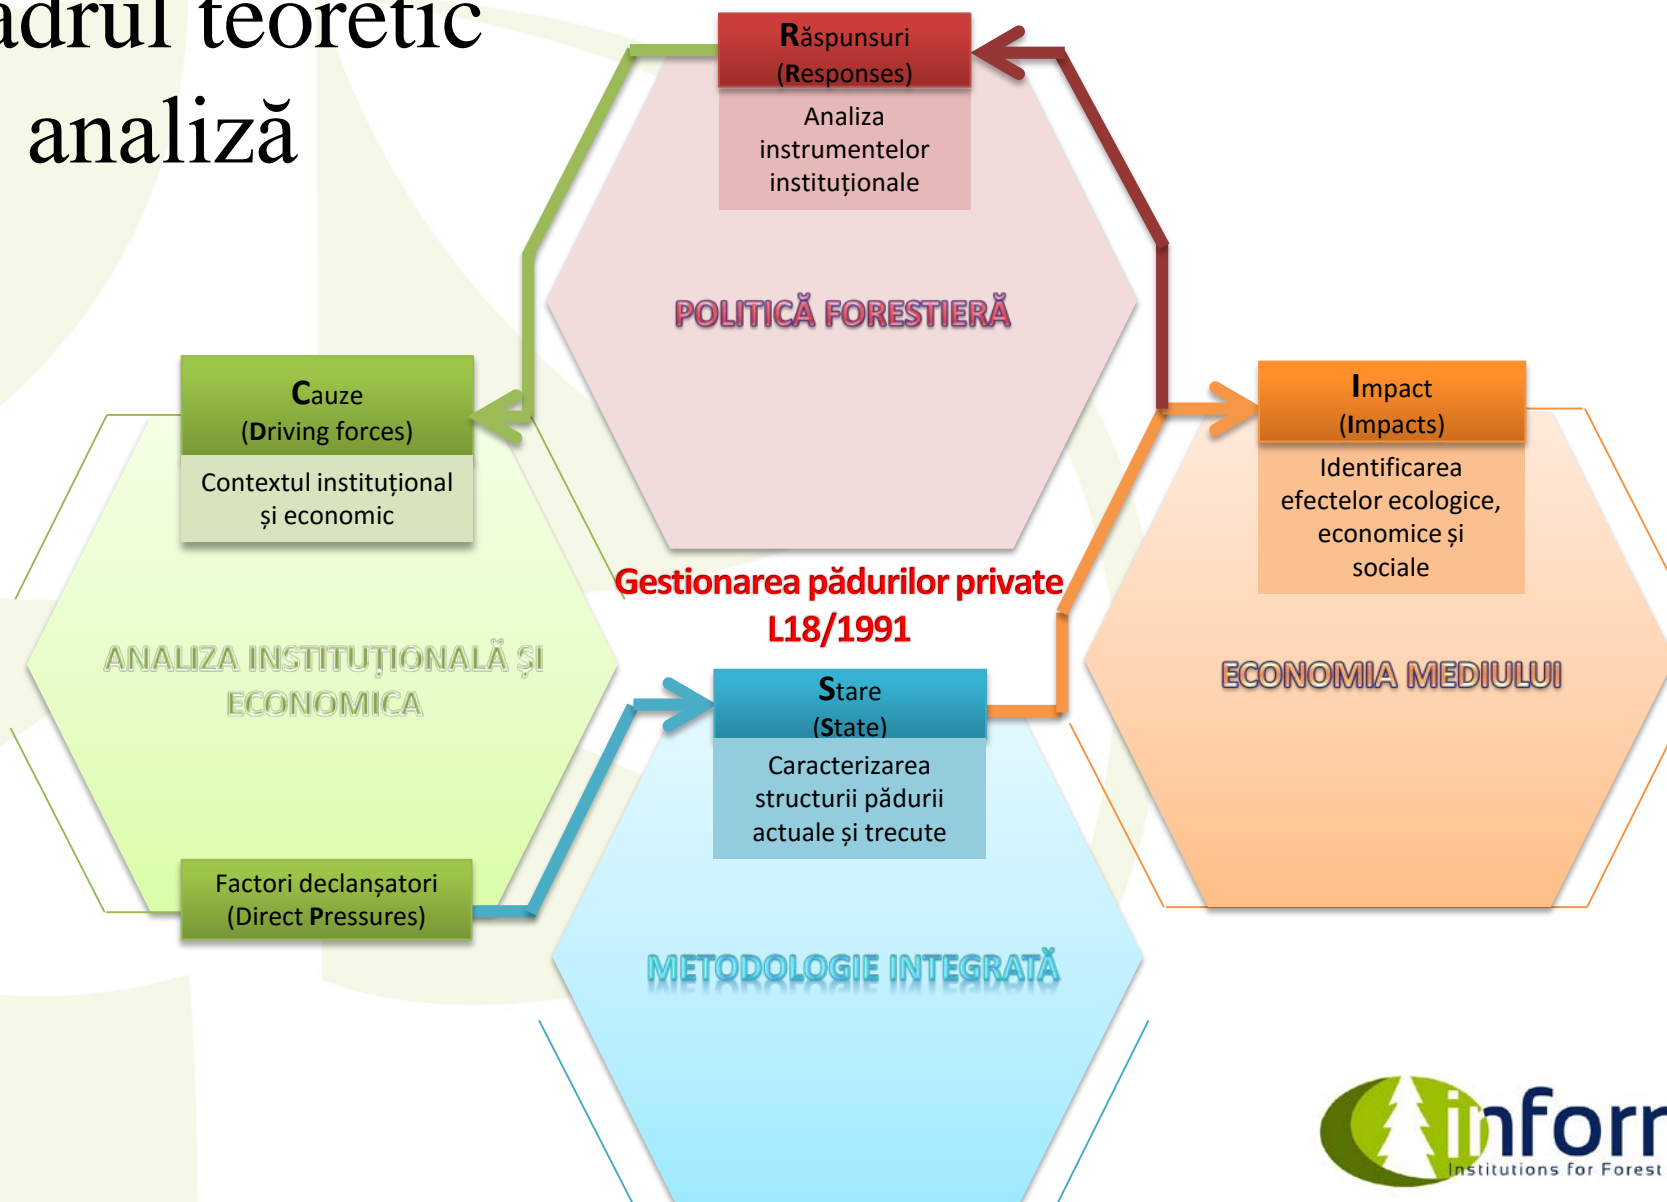 adrul teoretic
analiză
Răspunsuri
(Responses)
Analiza
instrumentelor
instituționale
POLITICĂ FORESTIERĂ
Cauze
(Driving forces)
Contextul instituțional
și economic
ANALIZA INSTITUȚIONALĂ ȘI
ECONOMICA
Factori declanșatori
(Direct Pressures)
Gestionarea pădurilor private
L18/1991
Stare
(State)
Caracterizarea
structurii pădurii
actuale și trecute
METODOLOGIE INTEGRATĂ
Impact
(Impacts)
Identificarea
efectelor ecologice,
economice și
sociale
ECONOMIA MEDIULUI
inforr
Institutions for Forest